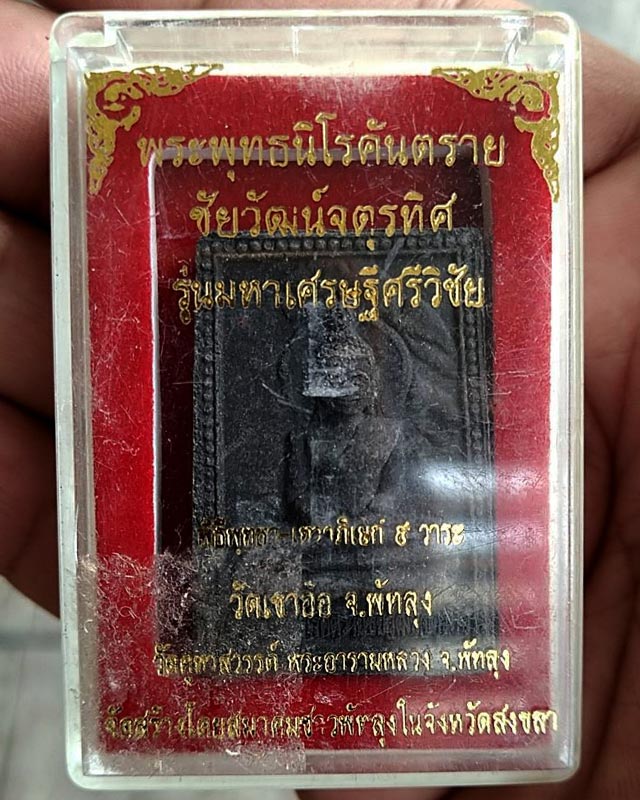 พระพุทธนิโรคันตราย
ชัยวัฒน์จตุรทิศ
รุ่นมหาเศรษฐีศรีวิชัย
พิธีพุทธา-เทวาภิเษก ๙ วาระ
วัดเขาอ้อ จ.พัทลุง
วัดคูหาสวรรค์ พระอารามหลวง จ.พัทลุง
จัดสร้างโดยสมาคมชาวพัทลุงในจังหวัดสงขลา